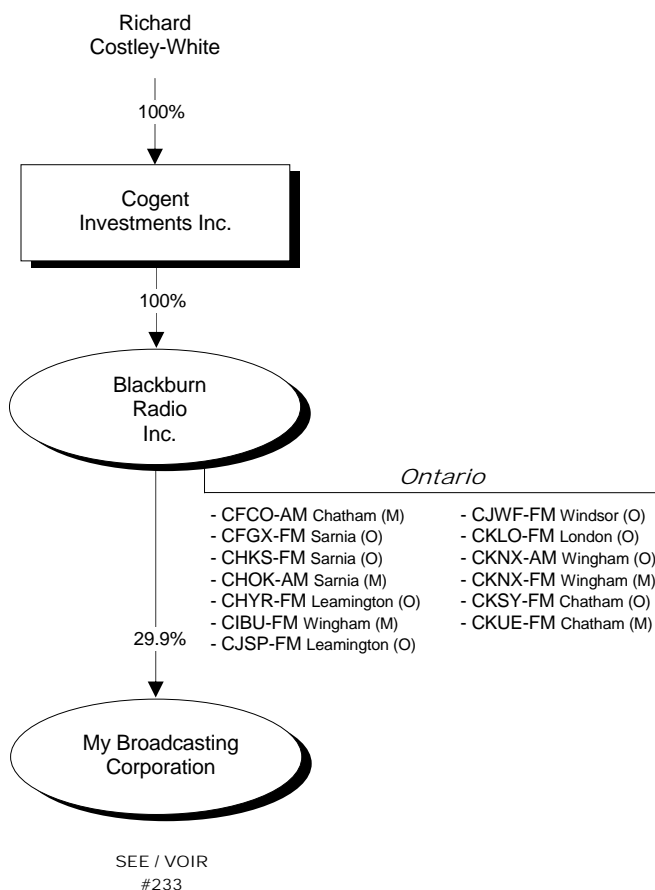 Richard
Costley-White
100%
Cogent
Investments Inc.
100%
Blackburn
Radio
Inc.
Ontario
- CFCO-AM Chatham (M)
- CFGX-FM Sarnia (O)
- CHKS-FM Sarnia (O)
- CHOK-AM Sarnia (M)
- CHYR-FM Leamington (O)
- CIBU-FM Wingham (M)
- CJSP-FM Leamington (O)
- CJWF-FM Windsor (O)
- CKLO-FM London (O)
- CKNX-AM Wingham (O)
- CKNX-FM Wingham (M)
- CKSY-FM Chatham (O)
- CKUE-FM Chatham (M)
29.9%
My Broadcasting
Corporation
SEE / VOIR
#233